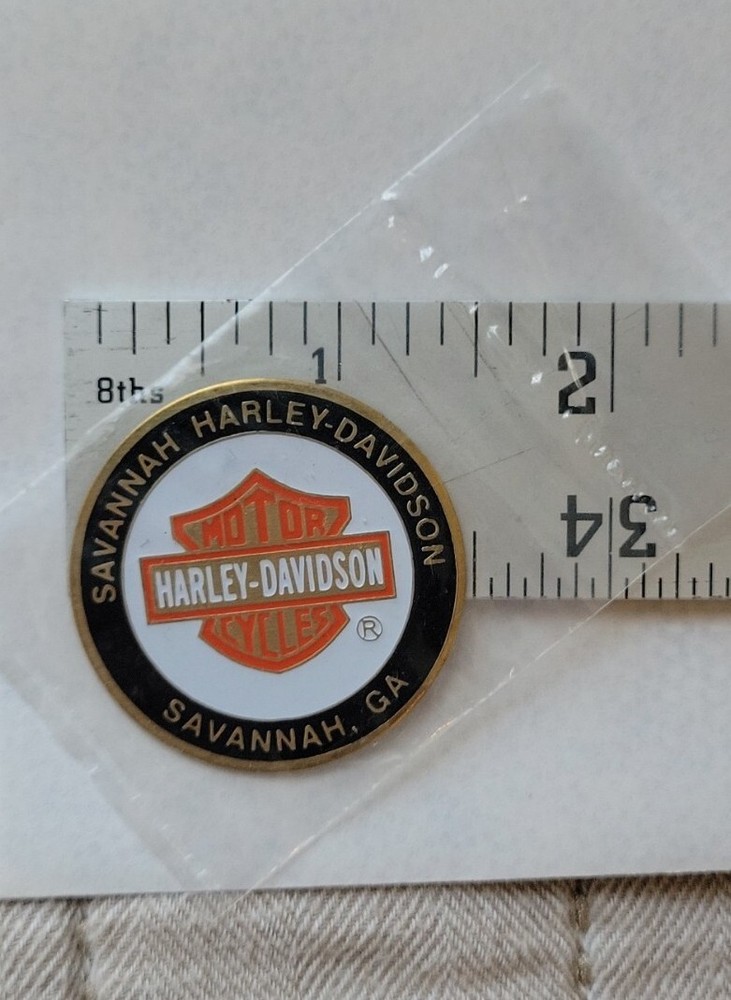 1
2
8ths
34
SAVANNAH HARLEY-DAVIDSON
MOTOR
HARLEY-DAVIDSON
CYCLES
®
SAVANNAH, GA